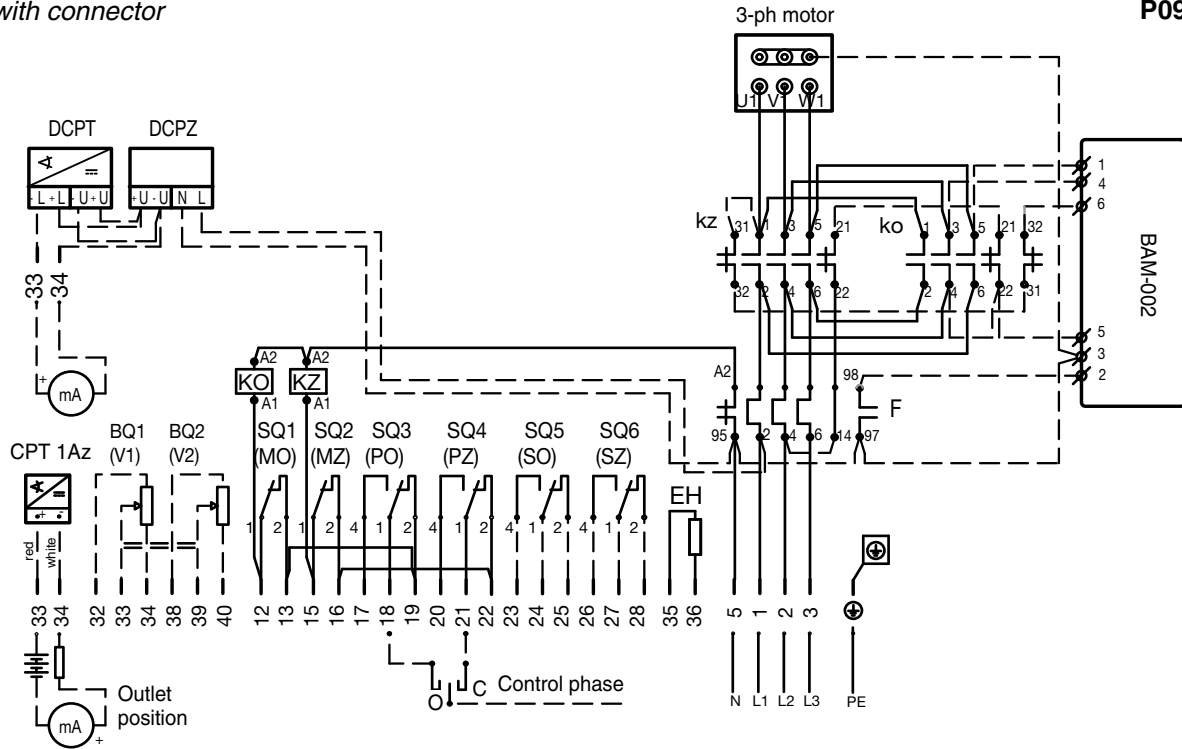 with connector
P09
3-ph motor
U1 V1 W1
DCPT DCPZ
- L + L - U + U + U - U N L
1
4
6
kz 31 1 3 5 21 ko 1 3 5 21 32
BAM-002
33 34
32 2 4 6 22 2 4 6 22 31
5
3
2
A2 A2
KO KZ
A1 A1
+ mA
A2 98
F
95 2 4 6 14 97
CPT 1Az
BQ1 BQ2
(V1) (V2)
SQ1 SQ2 SQ3 SQ4 SQ5 SQ6
(MO) (MZ) (PO) (PZ) (SO) (SZ)
EH
+ -
red white
1 2 1 2 4 1 2 4 1 2 4 1 2 4 1 2
33 34 32 33 34 38 39 40 12 13 15 16 17 18 19 20 21 22 23 24 25 26 27 28 35 36 5 1 2 3
O C Control phase
N L1 L2 L3 PE
Outlet
position
mA +